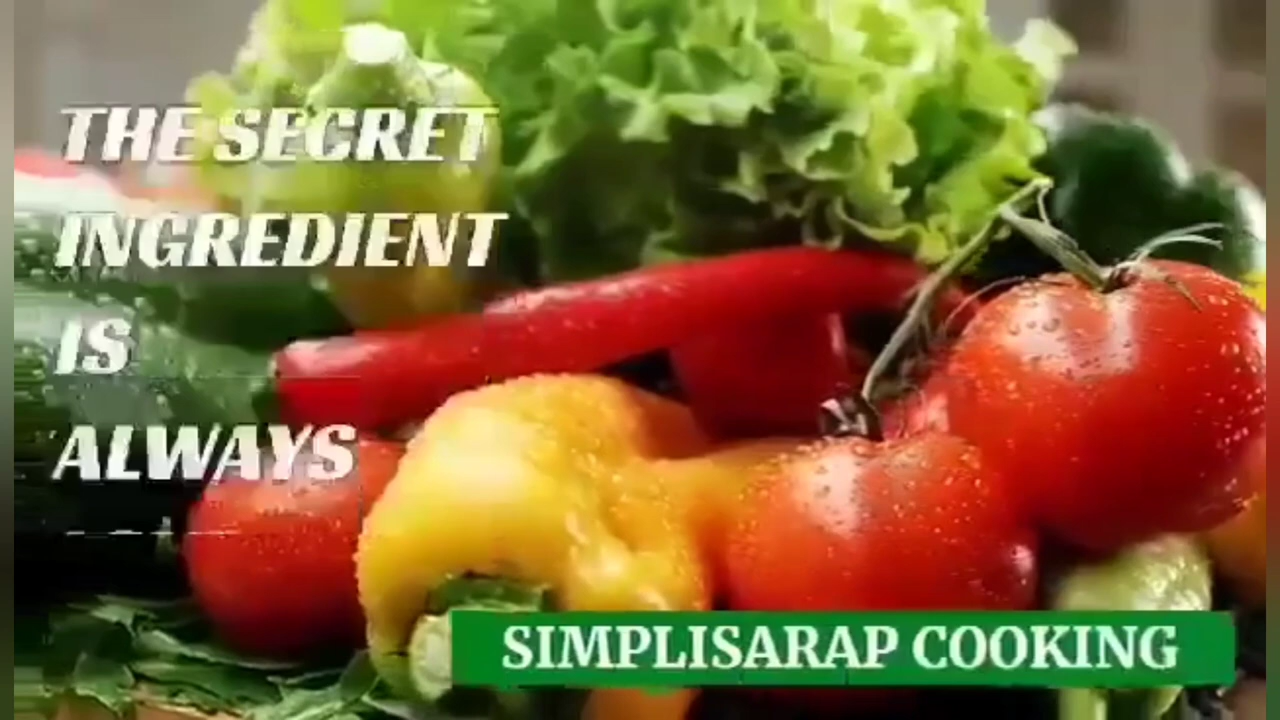 THE SECRET
INGREDIENT
IS
ALWAYS
SIMPLISARAP COOKING